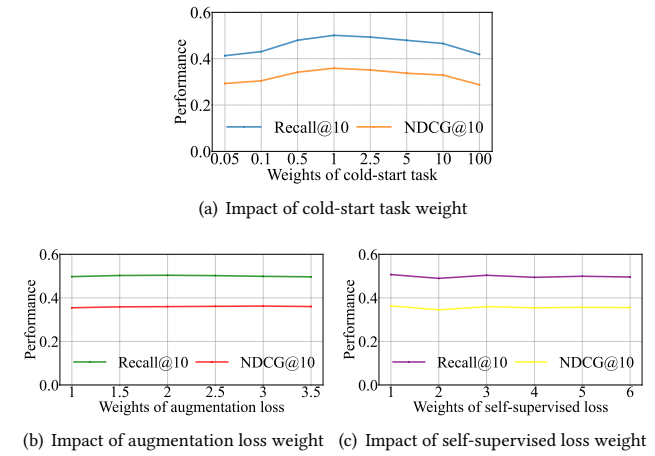 0.6
0.4
0.2
0.0
Performance
Recall@10 NDCG@10
0.05 0.1 0.5 1 2.5 5 10 100
Weights of cold-start task
(a) Impact of cold-start task weight
0.6
0.4
0.2
0.0
Performance
Recall@10 NDCG@10
1 1.5 2 2.5 3 3.5
Weights of augmentation loss
(b) Impact of augmentation loss weight
0.6
0.4
0.2
0.0
Performance
Recall@10 NDCG@10
1 2 3 4 5 6
Weights of self-supervised loss
(c) Impact of self-supervised loss weight